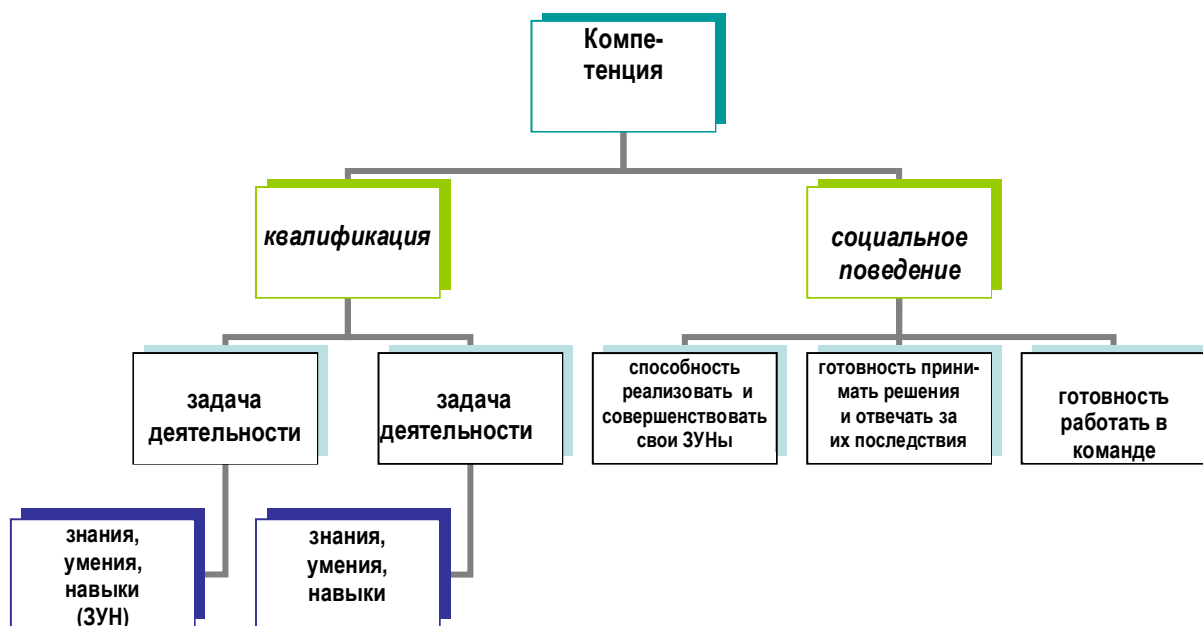 Компе-
тенция
квалификация
социальное
поведение
задача
деятельности
задача
деятельности
способность
реализовать и
совершенствовать
свои ЗУНы
готовность прини-
мать решения
и отвечать за
их последствия
готовность
работать в
команде
знания,
умения,
навыки
(ЗУН)
знания,
умения,
навыки